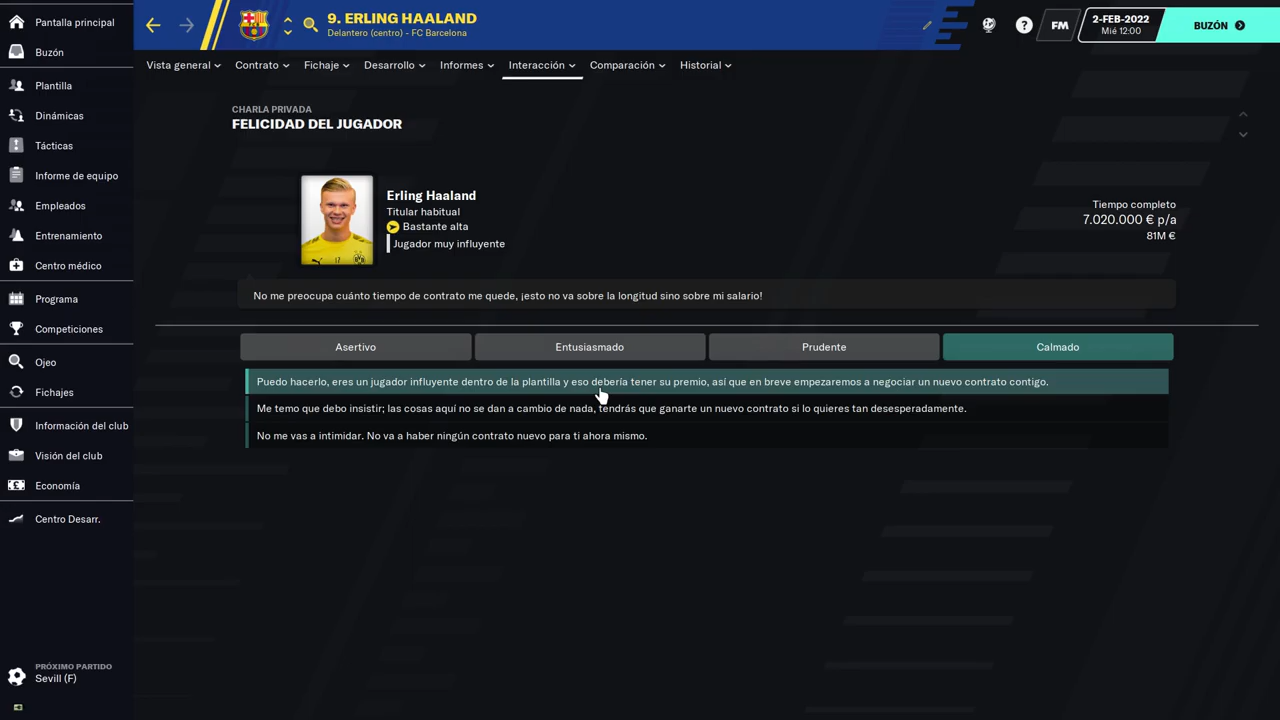 Pantalla principal
Buzón
Plantilla
Dinámicas
Tácticas
Informe de equipo
Empleados
Entrenamiento
Centro médico
Programa
Competiciones
Ojeo
Fichajes
Información del club
Visión del club
Economía
Centro Desarr.
PRÓXIMO PARTIDO
Sevill (F)
9. ERLING HAALAND
Delantero (centro) - FC Barcelona
FM
2-FEB-2022
Mié 12:00
BUZÓN
Vista general
Contrato
Fichaje
Desarrollo
Informes
Interacción
Comparación
Historial
CHARLA PRIVADA
FELICIDAD DEL JUGADOR
Erling Haaland
Titular habitual
Bastante alta
Jugador muy influyente
Tiempo completo
7.020.000 € p/a
81M €
No me preocupa cuánto tiempo de contrato me quede, ¡esto no va sobre la longitud sino sobre mi salario!
Asertivo
Entusiasmado
Prudente
Calmado
Puedo hacerlo, eres un jugador influyente dentro de la plantilla y eso debería tener su premio, así que en breve empezaremos a negociar un nuevo contrato contigo.
Me temo que debo insistir; las cosas aquí no se dan a cambio de nada, tendrás que ganarte un nuevo contrato si lo quieres tan desesperadamente.
No me vas a intimidar. No va a haber ningún contrato nuevo para ti ahora mismo.